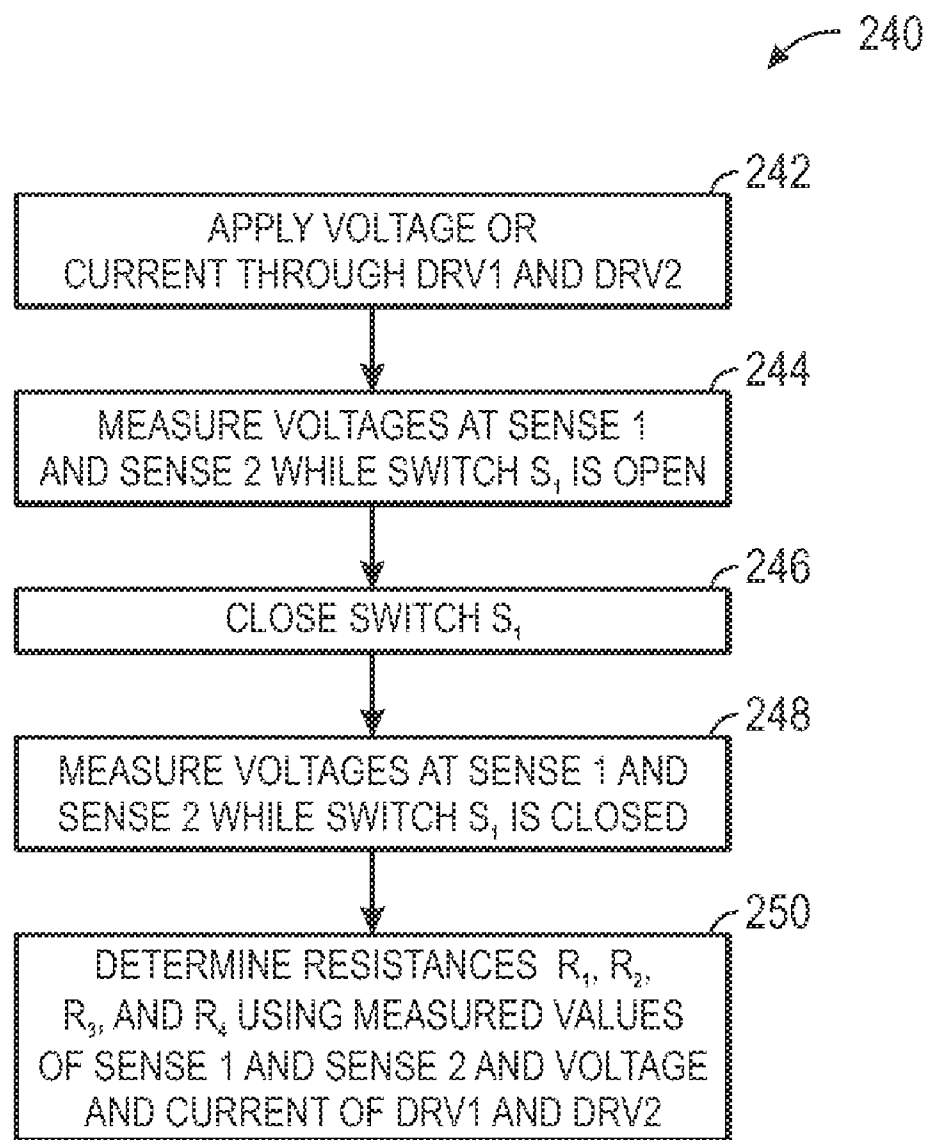 240
242
APPLY VOLTAGE OR
CURRENT THROUGH DRV1 AND DRV2
244
MEASURE VOLTAGES AT SENSE 1
AND SENSE 2 WHILE SWITCH S₁ IS OPEN
246
CLOSE SWITCH S₁
248
MEASURE VOLTAGES AT SENSE 1 AND
SENSE 2 WHILE SWITCH S₁ IS CLOSED
250
DETERMINE RESISTANCES R₁, R₂,
R₃, AND R₄ USING MEASURED VALUES
OF SENSE 1 AND SENSE 2 AND VOLTAGE
AND CURRENT OF DRV1 AND DRV2